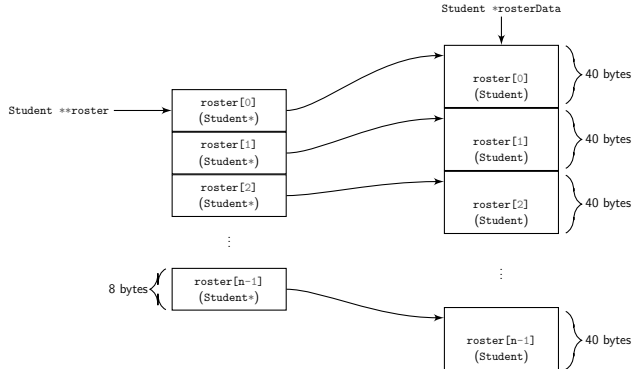 Student *rosterData
Student **roster
roster[0]
(Student*)
roster[1]
(Student*)
roster[2]
(Student*)
⋮
8 bytes
roster[n-1]
(Student*)
roster[0]
(Student)
40 bytes
roster[1]
(Student)
40 bytes
roster[2]
(Student)
40 bytes
⋮
roster[n-1]
(Student)
40 bytes